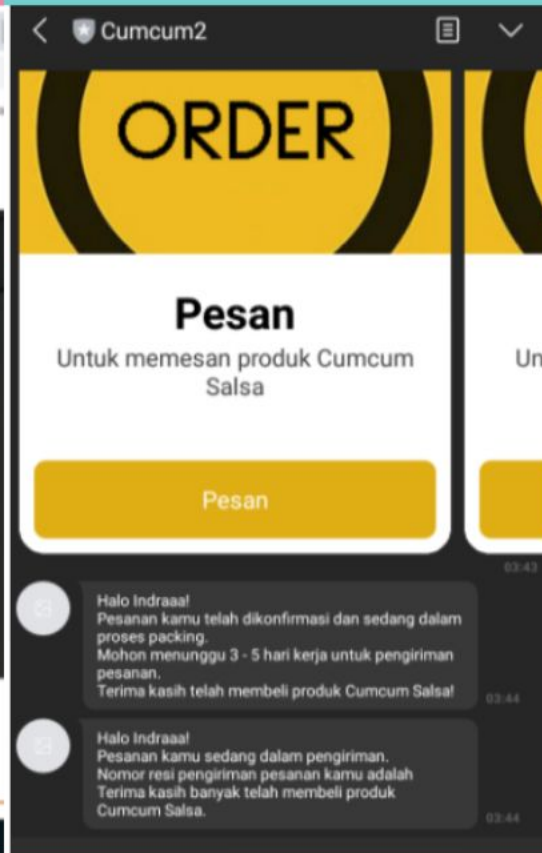 Cumcum2
ORDER
Pesan
Untuk memesan produk Cumcum
Salsa
Un
Pesan
03:43
Halo Indraaa!
Pesanan kamu telah dikonfirmasi dan sedang dalam
proses packing.
Mohon menunggu 3 - 5 hari kerja untuk pengiriman
pesanan.
Terima kasih telah membeli produk Cumcum Salsa!
03:44
Halo Indraaa!
Pesanan kamu sedang dalam pengiriman.
Nomor resi pengiriman pesanan kamu adalah
Terima kasih banyak telah membeli produk
Cumcum Salsa.
03:44